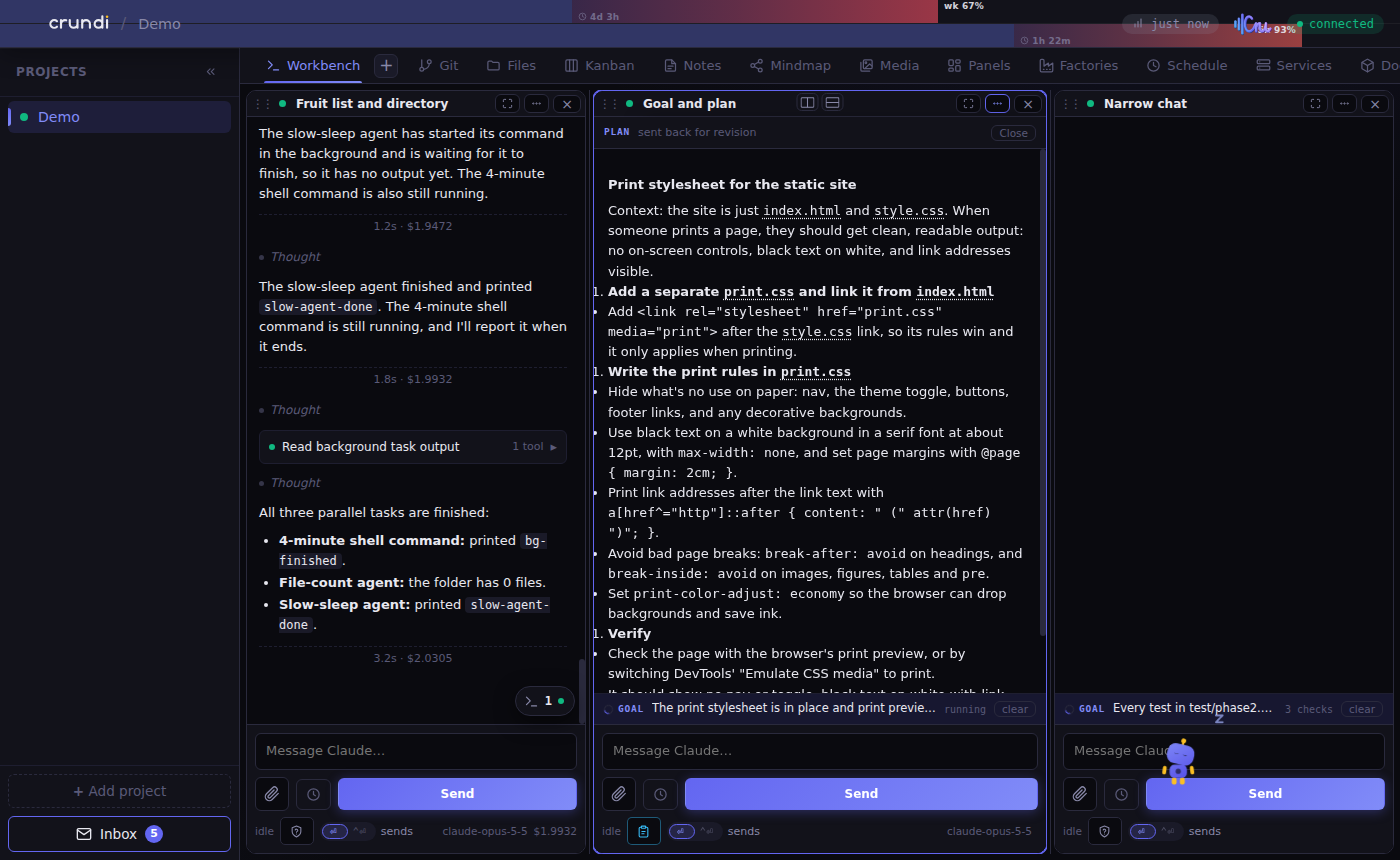 crundi / Demo
4d 3h
wk 67%
1h 22m
93%
just now
connected
PROJECTS «
Demo
+ Add project
Inbox 5
Workbench + Git Files Kanban Notes Mindmap Media Panels Factories Schedule Services Do
Fruit list and directory
The slow-sleep agent has started its command
in the background and is waiting for it to
finish, so it has no output yet. The 4-minute
shell command is also still running.
1.2s · $1.9472
Thought
The slow-sleep agent finished and printed
slow-agent-done . The 4-minute shell
command is still running, and I'll report it when
it ends.
1.8s · $1.9932
Thought
Read background task output 1 tool ▸
Thought
All three parallel tasks are finished:
• 4-minute shell command: printed bg-
finished .
• File-count agent: the folder has 0 files.
• Slow-sleep agent: printed slow-agent-
done .
3.2s · $2.0305
1
Message Claude…
Send
idle sends claude-opus-5-5 $1.9932
Goal and plan
PLAN sent back for revision Close
Print stylesheet for the static site
Context: the site is just index.html and style.css. When
someone prints a page, they should get clean, readable output:
no on-screen controls, black text on white, and link addresses
visible.
1. Add a separate print.css and link it from index.html
• Add <link rel="stylesheet" href="print.css"
media="print"> after the style.css link, so its rules win and
it only applies when printing.
1. Write the print rules in print.css
• Hide what's no use on paper: nav, the theme toggle, buttons,
footer links, and any decorative backgrounds.
• Use black text on a white background in a serif font at about
12pt, with max-width: none, and set page margins with @page
{ margin: 2cm; }.
• Print link addresses after the link text with
a[href^="http"]::after { content: " (" attr(href)
")"; }.
• Avoid bad page breaks: break-after: avoid on headings, and
break-inside: avoid on images, figures, tables and pre.
• Set print-color-adjust: economy so the browser can drop
backgrounds and save ink.
1. Verify
• Check the page with the browser's print preview, or by
switching DevTools' "Emulate CSS media" to print.
GOAL The print stylesheet is in place and print previe… running clear
Message Claude…
Send
idle sends claude-opus-5-5
Narrow chat
GOAL Every test in test/phase2.… 3 checks clear
z
Message Clau
Send
idle sends